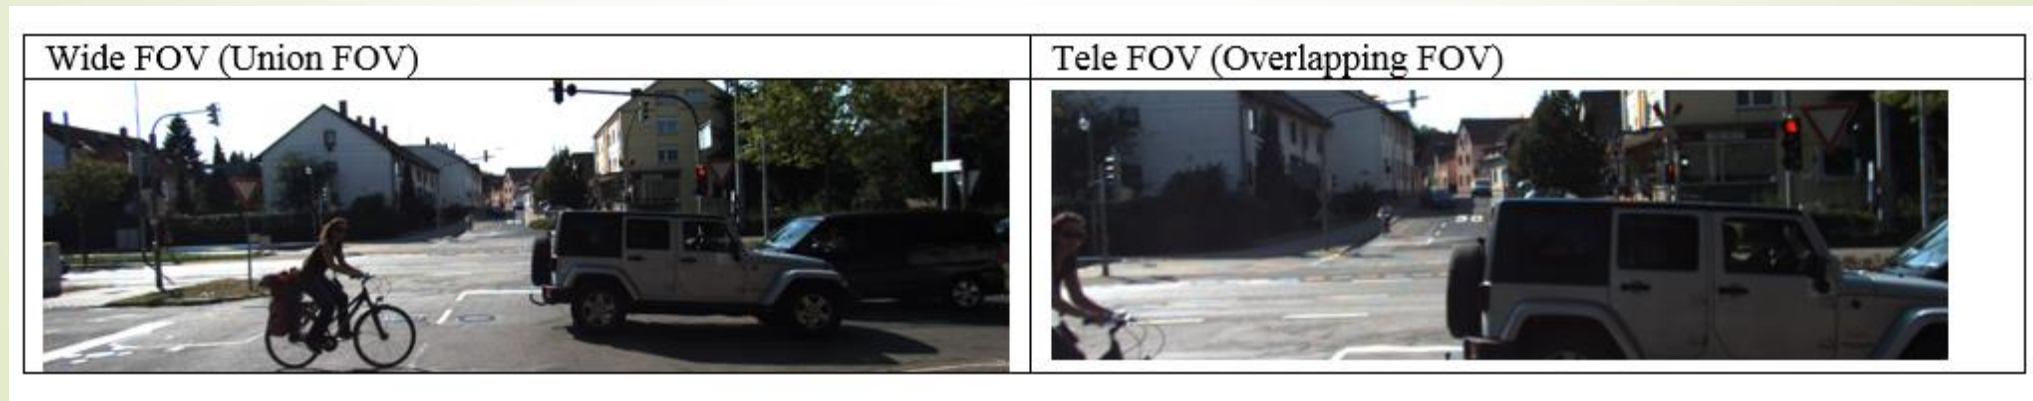 Wide FOV (Union FOV)
Tele FOV (Overlapping FOV)